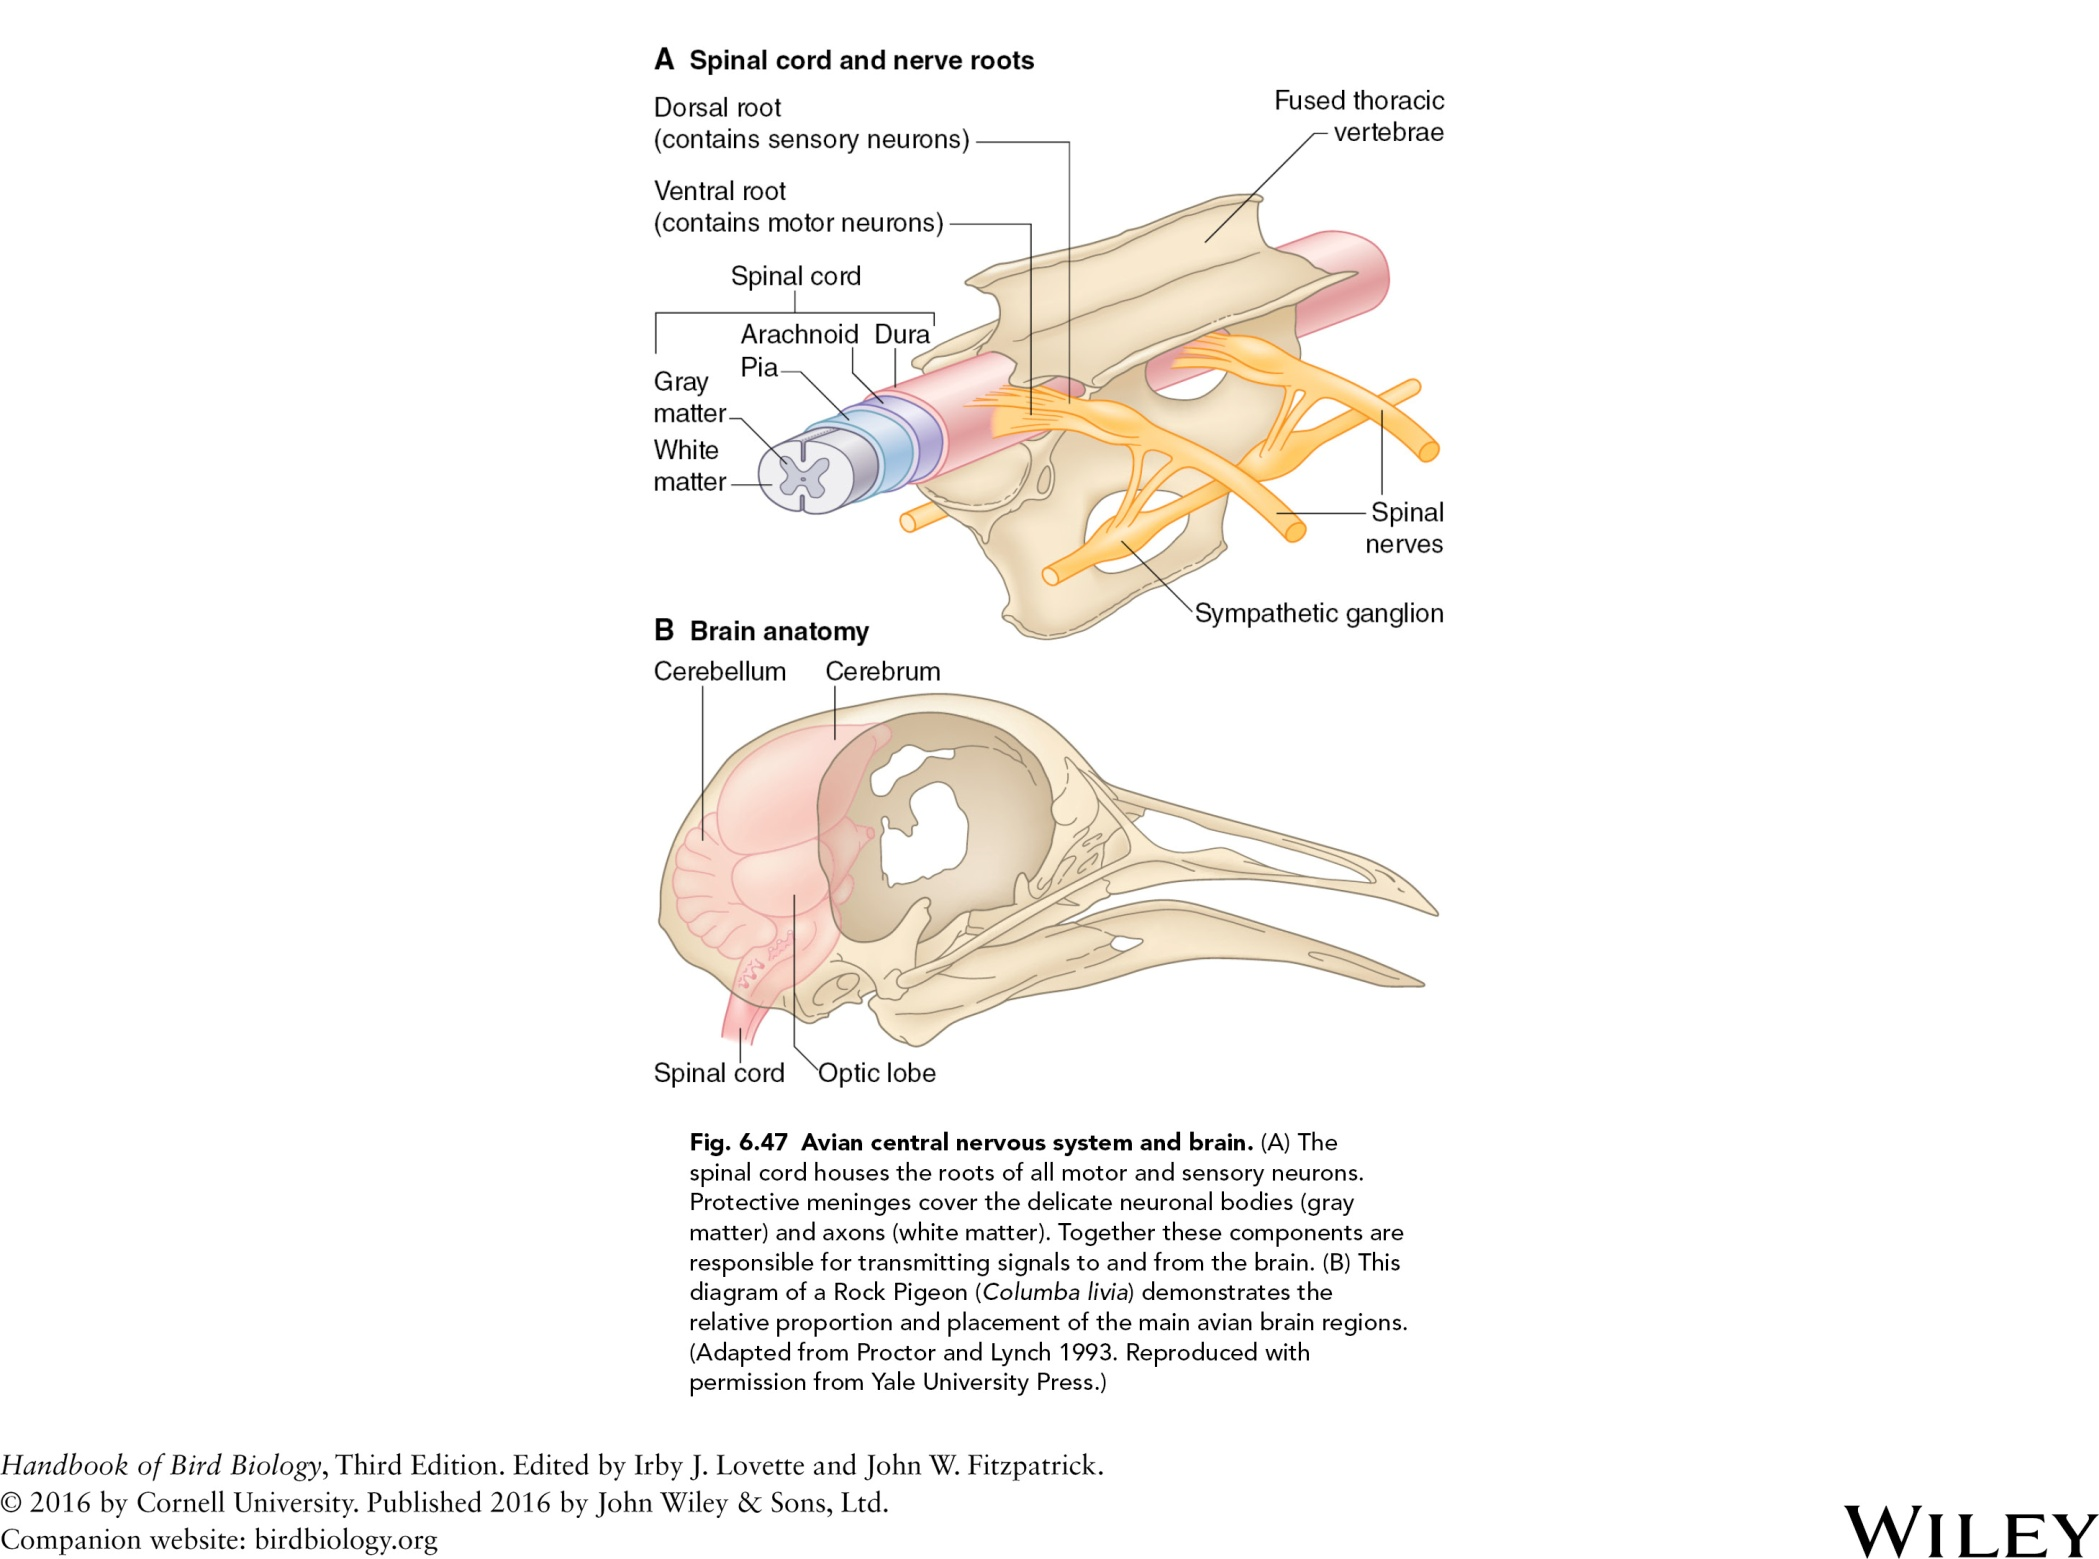 A Spinal cord and nerve roots
Dorsal root
(contains sensory neurons)
Fused thoracic
vertebrae
Ventral root
(contains motor neurons)
Spinal cord
Arachnoid Dura
Pia
Gray
matter
White
matter
Spinal
nerves
Sympathetic ganglion
B Brain anatomy
Cerebellum Cerebrum
Spinal cord Optic lobe
Fig. 6.47 Avian central nervous system and brain. (A) The
spinal cord houses the roots of all motor and sensory neurons.
Protective meninges cover the delicate neuronal bodies (gray
matter) and axons (white matter). Together these components are
responsible for transmitting signals to and from the brain. (B) This
diagram of a Rock Pigeon (Columba livia) demonstrates the
relative proportion and placement of the main avian brain regions.
(Adapted from Proctor and Lynch 1993. Reproduced with
permission from Yale University Press.)
Handbook of Bird Biology, Third Edition. Edited by Irby J. Lovette and John W. Fitzpatrick.
© 2016 by Cornell University. Published 2016 by John Wiley & Sons, Ltd.
Companion website: birdbiology.org
WILEY